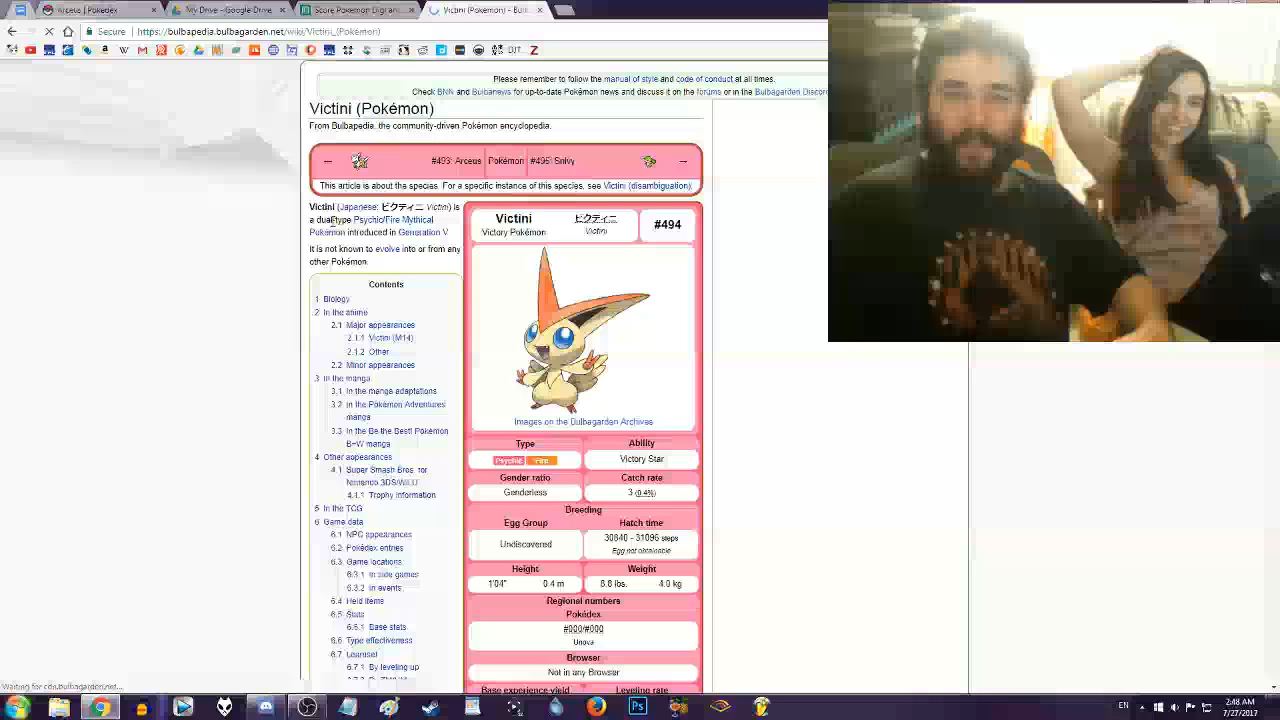 Arceus | Pokédex
My Drive - Google Drive
Score Pokemon Digital
Victini (Pokémon) - Bul
Secure
https://bulbapedia.bulbagarden.net/wiki/Victini_(Pokémon)
Please remember to follow the manual of style and code of conduct at all times.
Check BNN and Bulbanews for up-to-date Pokémon news and discuss it on the forums or in the Bulbagarden Discord
Victini (Pokémon)
From Bulbapedia, the community-driven Pokémon encyclopedia.
← #493: Arceus Pokémon #495: Snivy →
This article is about the species. For a specific instance of this species, see Victini (disambiguation).
Victini (Japanese: ビクティニ Victini) is
a dual-type Psychic/Fire Mythical
Pokémon introduced in Generation V.
It is not known to evolve into or from any
other Pokémon.
Contents
1 Biology
2 In the anime
2.1 Major appearances
2.1.1 Victini (M14)
2.1.2 Other
2.2 Minor appearances
3 In the manga
3.1 In the manga adaptations
3.2 In the Pokémon Adventures
manga
3.3 In the Be the Best! Pokémon
B+W manga
4 Other appearances
4.1 Super Smash Bros. for
Nintendo 3DS/Wii U
4.1.1 Trophy information
5 In the TCG
6 Game data
6.1 NPC appearances
6.2 Pokédex entries
6.3 Game locations
6.3.1 In side games
6.3.2 In events
6.4 Held items
6.5 Stats
6.5.1 Base stats
6.6 Type effectiveness
6.7 Learnset
6.7.1 By leveling up
Victini
Victory Pokémon
ビクティニ
Victini
#494
Images on the Bulbagarden Archives
Type
Psychic Fire
Ability
Victory Star
Gender ratio
Genderless
Catch rate
3 (0.4%)
Breeding
Egg Group
Undiscovered
Hatch time
30840 - 31096 steps
Egg not obtainable
Height
1'04" 0.4 m
Weight
8.8 lbs. 4.0 kg
Regional numbers
Pokédex
#000/#000
Unova
Browser
Not in any Browser
Base experience yield
Leveling rate
Waiting for cdn.bulbagarden.net...
EN
2:48 AM
7/27/2017